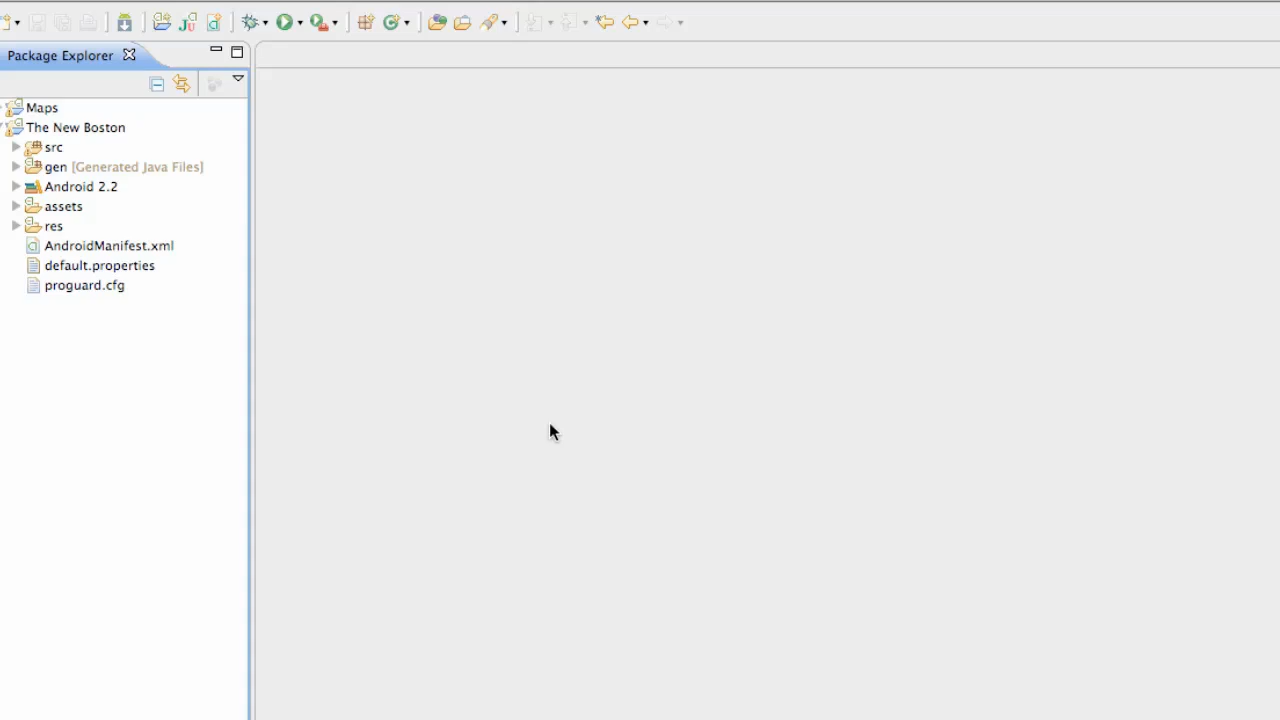 Package Explorer
Maps
The New Boston
src
gen [Generated Java Files]
Android 2.2
assets
res
AndroidManifest.xml
default.properties
proguard.cfg